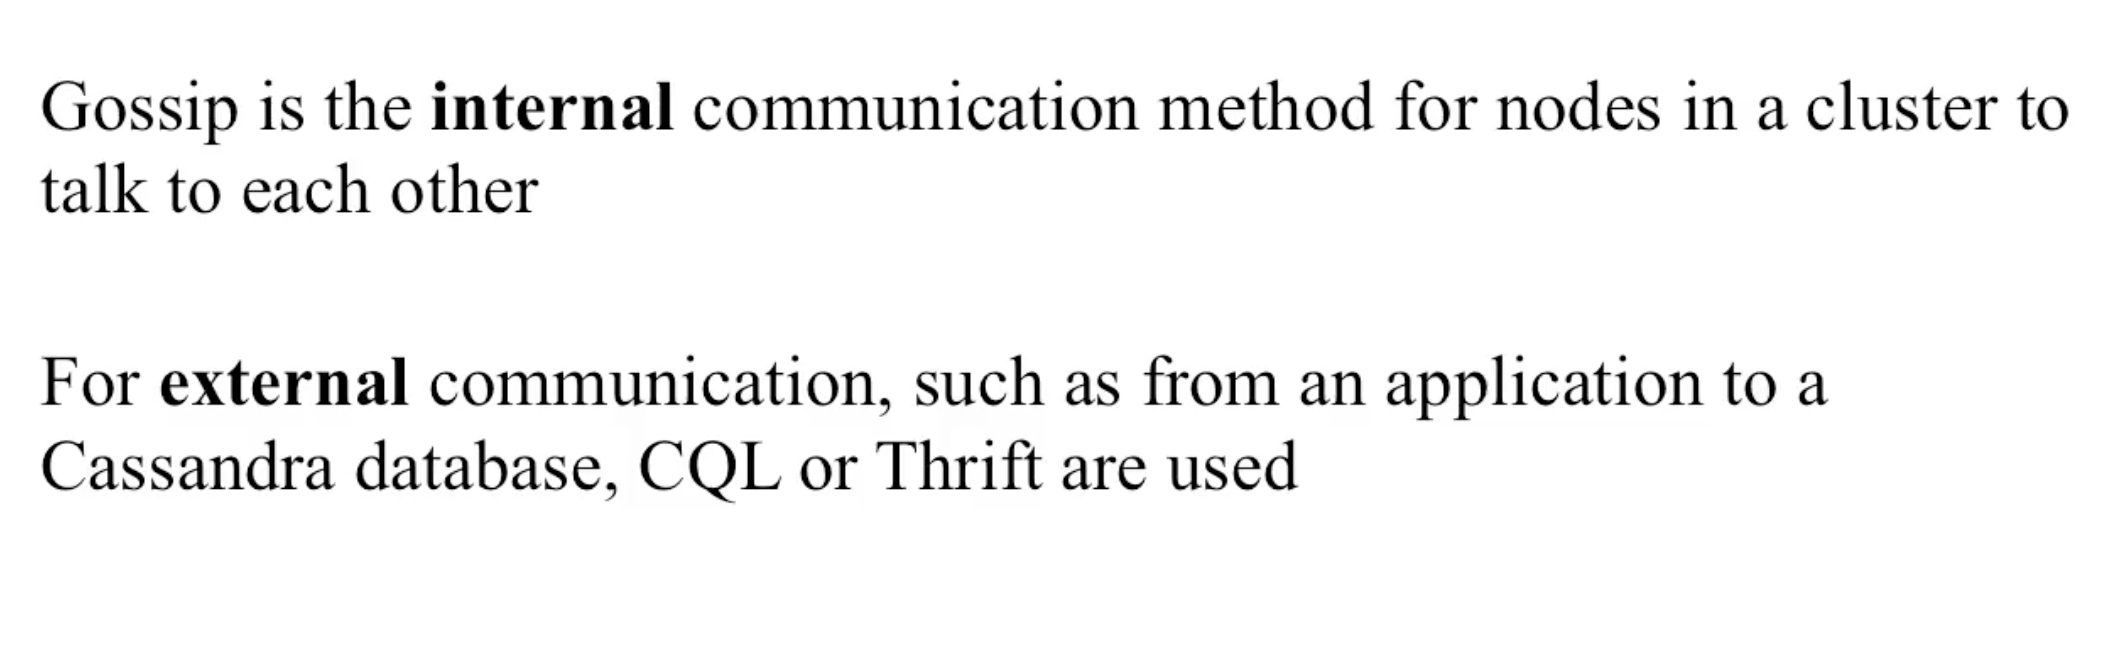 Gossip is the internal communication method for nodes in a cluster to
talk to each other
For external communication, such as from an application to a
Cassandra database, CQL or Thrift are used